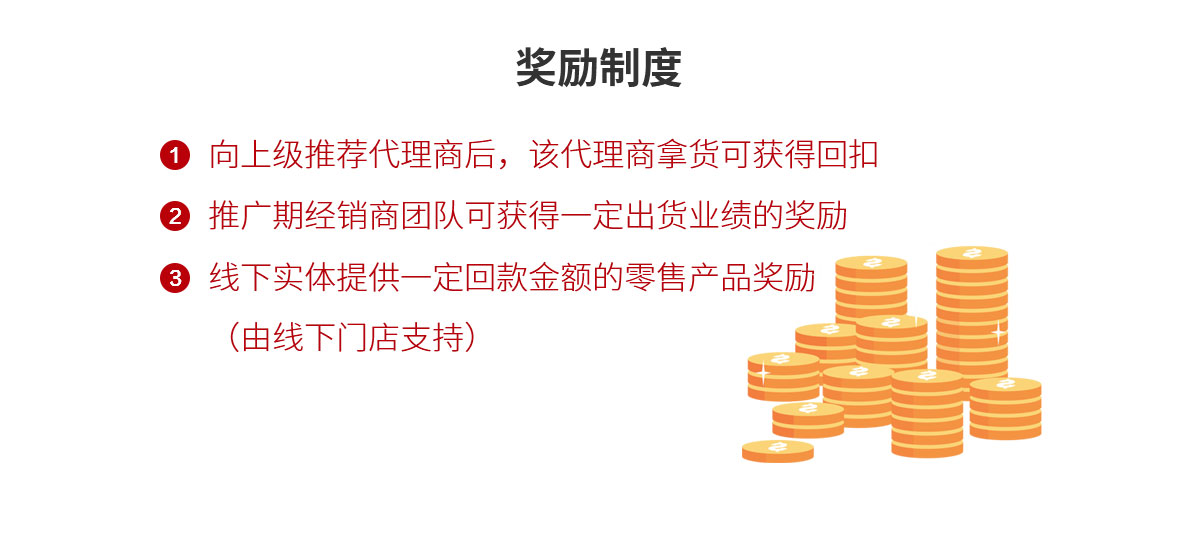 奖励制度
1 向上级推荐代理商后，该代理商拿货可获得回扣
2 推广期经销商团队可获得一定出货业绩的奖励
3 线下实体提供一定回款金额的零售产品奖励
（由线下门店支持）